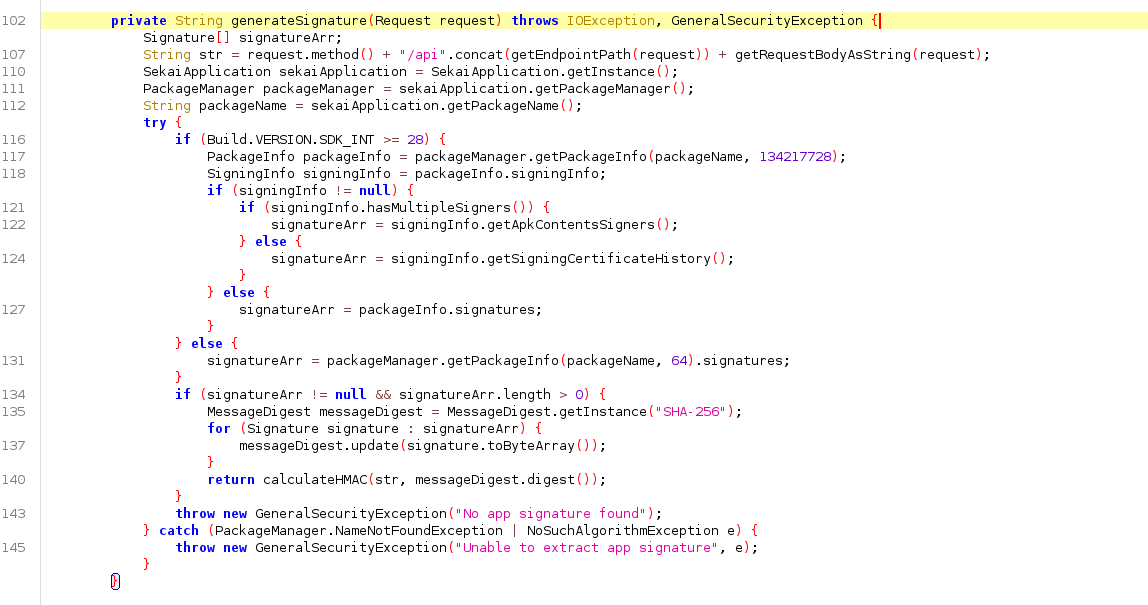 102 private String generateSignature(Request request) throws IOException, GeneralSecurityException {
Signature[] signatureArr;
107 String str = request.method() + "/api".concat(getEndpointPath(request)) + getRequestBodyAsString(request);
110 SekaiApplication sekaiApplication = SekaiApplication.getInstance();
111 PackageManager packageManager = sekaiApplication.getPackageManager();
112 String packageName = sekaiApplication.getPackageName();
try {
116 if (Build.VERSION.SDK_INT >= 28) {
117 PackageInfo packageInfo = packageManager.getPackageInfo(packageName, 134217728);
118 SigningInfo signingInfo = packageInfo.signingInfo;
if (signingInfo != null) {
121 if (signingInfo.hasMultipleSigners()) {
122 signatureArr = signingInfo.getApkContentsSigners();
} else {
124 signatureArr = signingInfo.getSigningCertificateHistory();
}
} else {
127 signatureArr = packageInfo.signatures;
}
} else {
131 signatureArr = packageManager.getPackageInfo(packageName, 64).signatures;
}
134 if (signatureArr != null && signatureArr.length > 0) {
135 MessageDigest messageDigest = MessageDigest.getInstance("SHA-256");
for (Signature signature : signatureArr) {
137 messageDigest.update(signature.toByteArray());
}
140 return calculateHMAC(str, messageDigest.digest());
}
143 throw new GeneralSecurityException("No app signature found");
} catch (PackageManager.NameNotFoundException | NoSuchAlgorithmException e) {
145 throw new GeneralSecurityException("Unable to extract app signature", e);
}
}